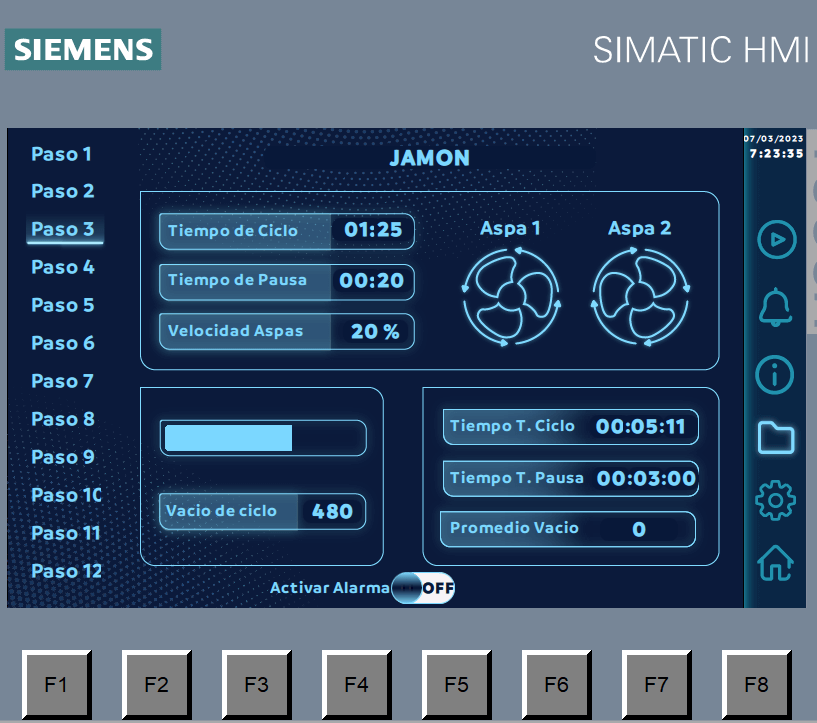 SIEMENS
SIMATIC HMI
07/03/2023
7:23:35
JAMON
Paso 1
Paso 2
Paso 3
Paso 4
Paso 5
Paso 6
Paso 7
Paso 8
Paso 9
Paso 10
Paso 11
Paso 12
Tiempo de Ciclo 01:25
Tiempo de Pausa 00:20
Velocidad Aspas 20 %
Aspa 1
Aspa 2
Vacio de ciclo 480
Tiempo T. Ciclo 00:05:11
Tiempo T. Pausa 00:03:00
Promedio Vacio 0
Activar Alarma OFF
F1 F2 F3 F4 F5 F6 F7 F8